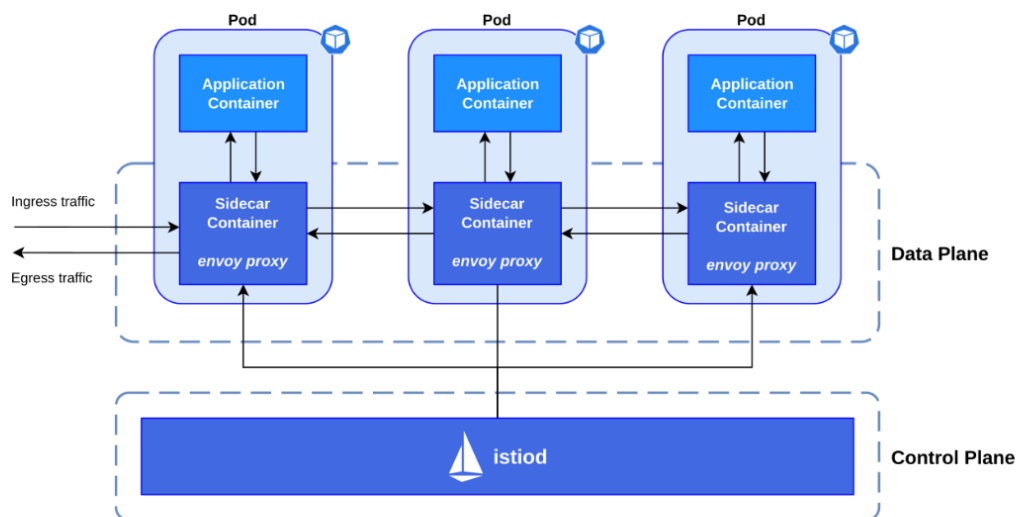 Pod
Pod
Pod
Application
Container
Application
Container
Application
Container
Ingress traffic
Egress traffic
Sidecar
Container
envoy proxy
Sidecar
Container
envoy proxy
Sidecar
Container
envoy proxy
Data Plane
istiod
Control Plane